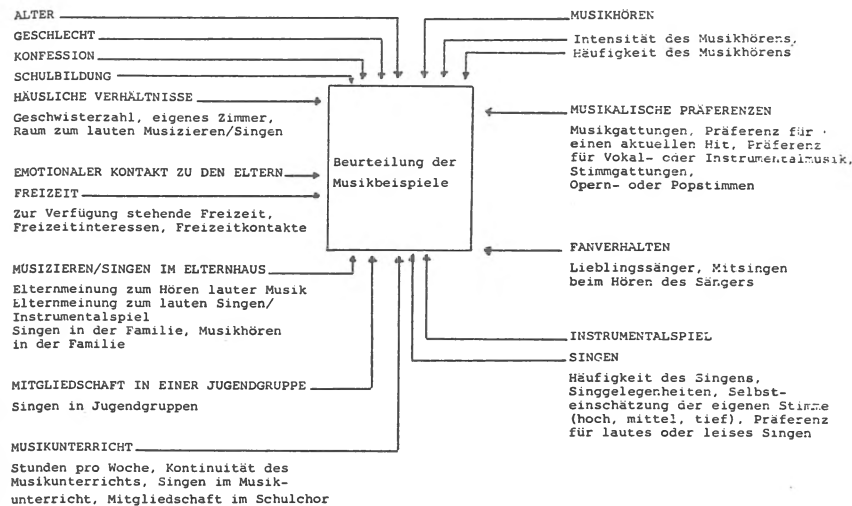 ALTER
GESCHLECHT
KONFESSION
SCHULBILDUNG
HÄUSLICHE VERHÄLTNISSE
Geschwisterzahl, eigenes Zimmer,
Raum zum lauten Musizieren/Singen
EMOTIONALER KONTAKT ZU DEN ELTERN
FREIZEIT
Zur Verfügung stehende Freizeit,
Freizeitinteressen, Freizeitkontakte
MUSIZIEREN/SINGEN IM ELTERNHAUS
Elternmeinung zum Hören lauter Musik
Elternmeinung zum lauten Singen/
Instrumentalspiel
Singen in der Familie, Musikhören
in der Familie
MITGLIEDSCHAFT IN EINER JUGENDGRUPPE
Singen in Jugendgruppen
MUSIKUNTERRICHT
Stunden pro Woche, Kontinuität des
Musikunterrichts, Singen im Musik-
unterricht, Mitgliedschaft im Schulchor
Beurteilung der
Musikbeispiele
MUSIKHÖREN
Intensität des Musikhörens,
Häufigkeit des Musikhörens
MUSIKALISCHE PRÄFERENZEN
Musikgattungen, Präferenz für
einen aktuellen Hit, Präferenz
für Vokal- oder Instrumentalmusik,
Stimmgattungen,
Opern- oder Popstimmen
FANVERHALTEN
Lieblingssänger, Mitsingen
beim Hören des Sängers
INSTRUMENTALSPIEL
SINGEN
Häufigkeit des Singens,
Singgelegenheiten, Selbst-
einschätzung der eigenen Stimme
(hoch, mittel, tief), Präferenz
für lautes oder leises Singen